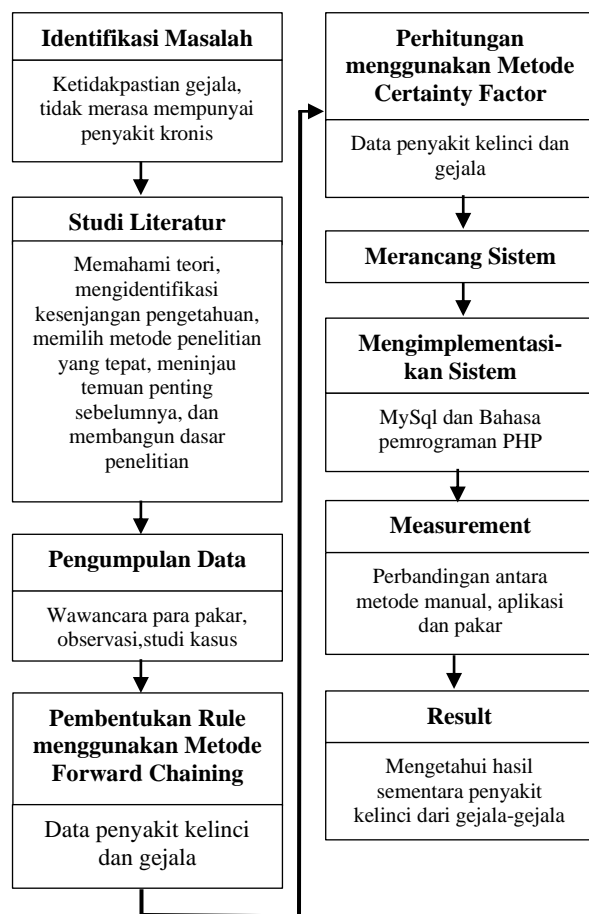 Identifikasi Masalah
Ketidakpastian gejala,
tidak merasa mempunyai
penyakit kronis
Studi Literatur
Memahami teori,
mengidentifikasi
kesenjangan pengetahuan,
memilih metode penelitian
yang tepat, meninjau
temuan penting
sebelumnya, dan
membangun dasar
penelitian
Pengumpulan Data
Wawancara para pakar,
observasi,studi kasus
Pembentukan Rule
menggunakan Metode
Forward Chaining
Data penyakit kelinci
dan gejala
Perhitungan
menggunakan Metode
Certainty Factor
Data penyakit kelinci dan
gejala
Merancang Sistem
Mengimplementasi-
kan Sistem
MySql dan Bahasa
pemrograman PHP
Measurement
Perbandingan antara
metode manual, aplikasi
dan pakar
Result
Mengetahui hasil
sementara penyakit
kelinci dari gejala-gejala